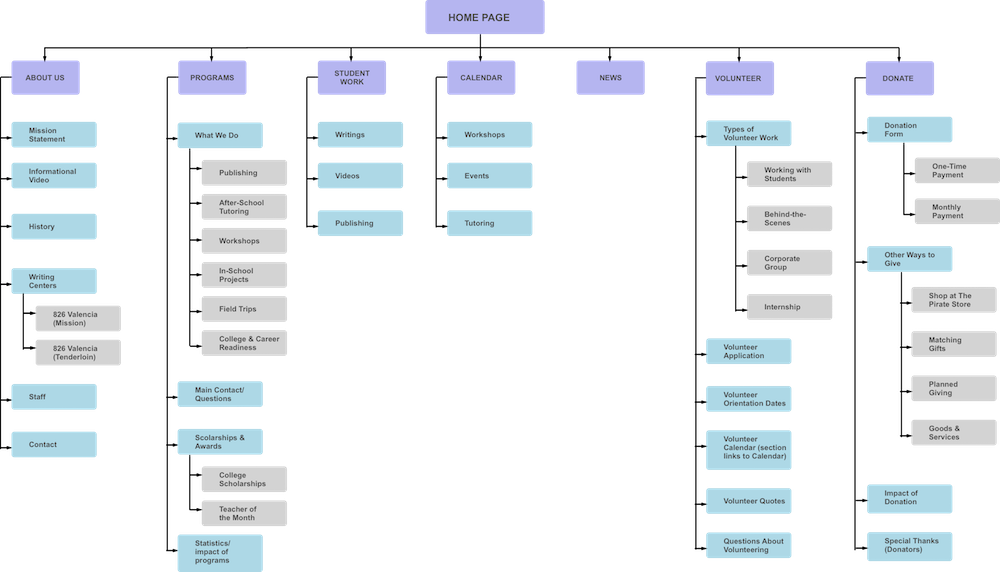 HOME PAGE
ABOUT US
PROGRAMS
STUDENT
WORK
CALENDAR
NEWS
VOLUNTEER
DONATE
Mission
Statement
Informational
Video
History
Writing
Centers
826 Valencia
(Mission)
826 Valencia
(Tenderloin)
Staff
Contact
What We Do
Publishing
After-School
Tutoring
Workshops
In-School
Projects
Field Trips
College & Career
Readiness
Main Contact/
Questions
Scolarships &
Awards
College
Scholarships
Teacher of
the Month
Statistics/
impact of
programs
Writings
Videos
Publishing
Workshops
Events
Tutoring
Types of
Volunteer Work
Working with
Students
Behind-the-
Scenes
Corporate
Group
Internship
Volunteer
Application
Volunteer
Orientation Dates
Volunteer
Calendar (section
links to Calendar)
Volunteer Quotes
Questions About
Volunteering
Donation
Form
One-Time
Payment
Monthly
Payment
Other Ways to
Give
Shop at The
Pirate Store
Matching
Gifts
Planned
Giving
Goods &
Services
Impact of
Donation
Special Thanks
(Donators)